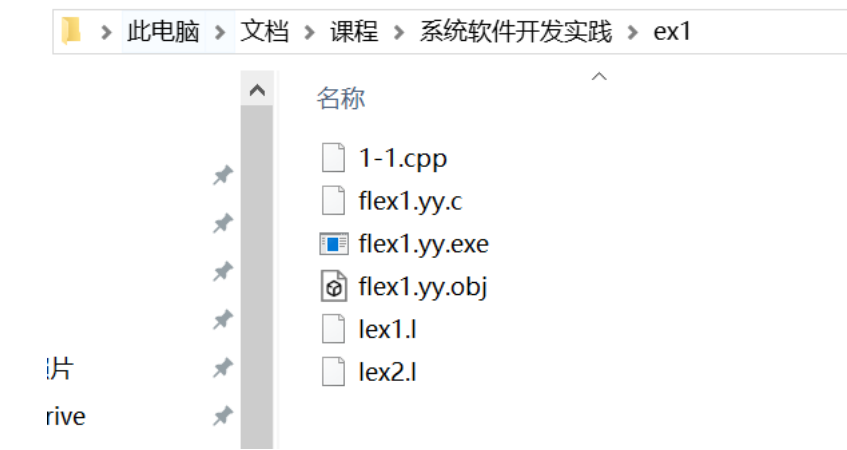 此电脑 > 文档 > 课程 > 系统软件开发实践 > ex1
名称
1-1.cpp
flex1.yy.c
flex1.yy.exe
flex1.yy.obj
lex1.l
lex2.l
片
rive